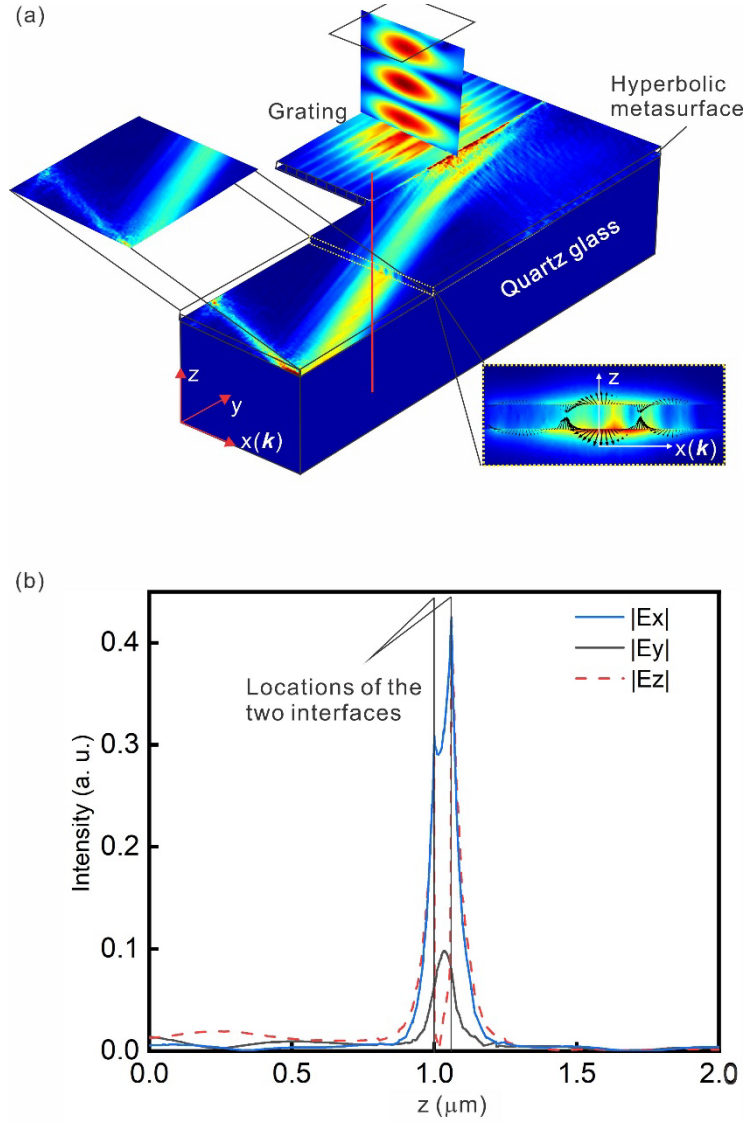 (a)
Grating
Hyperbolic
metasurface
Quartz glass
z
y
x(k)
z
x(k)
(b)
|Ex|
|Ey|
|Ez|
Locations of the
two interfaces
Intensity (a. u.)
0.4
0.3
0.2
0.1
0.0
0.0 0.5 1.0 1.5 2.0
z (μm)